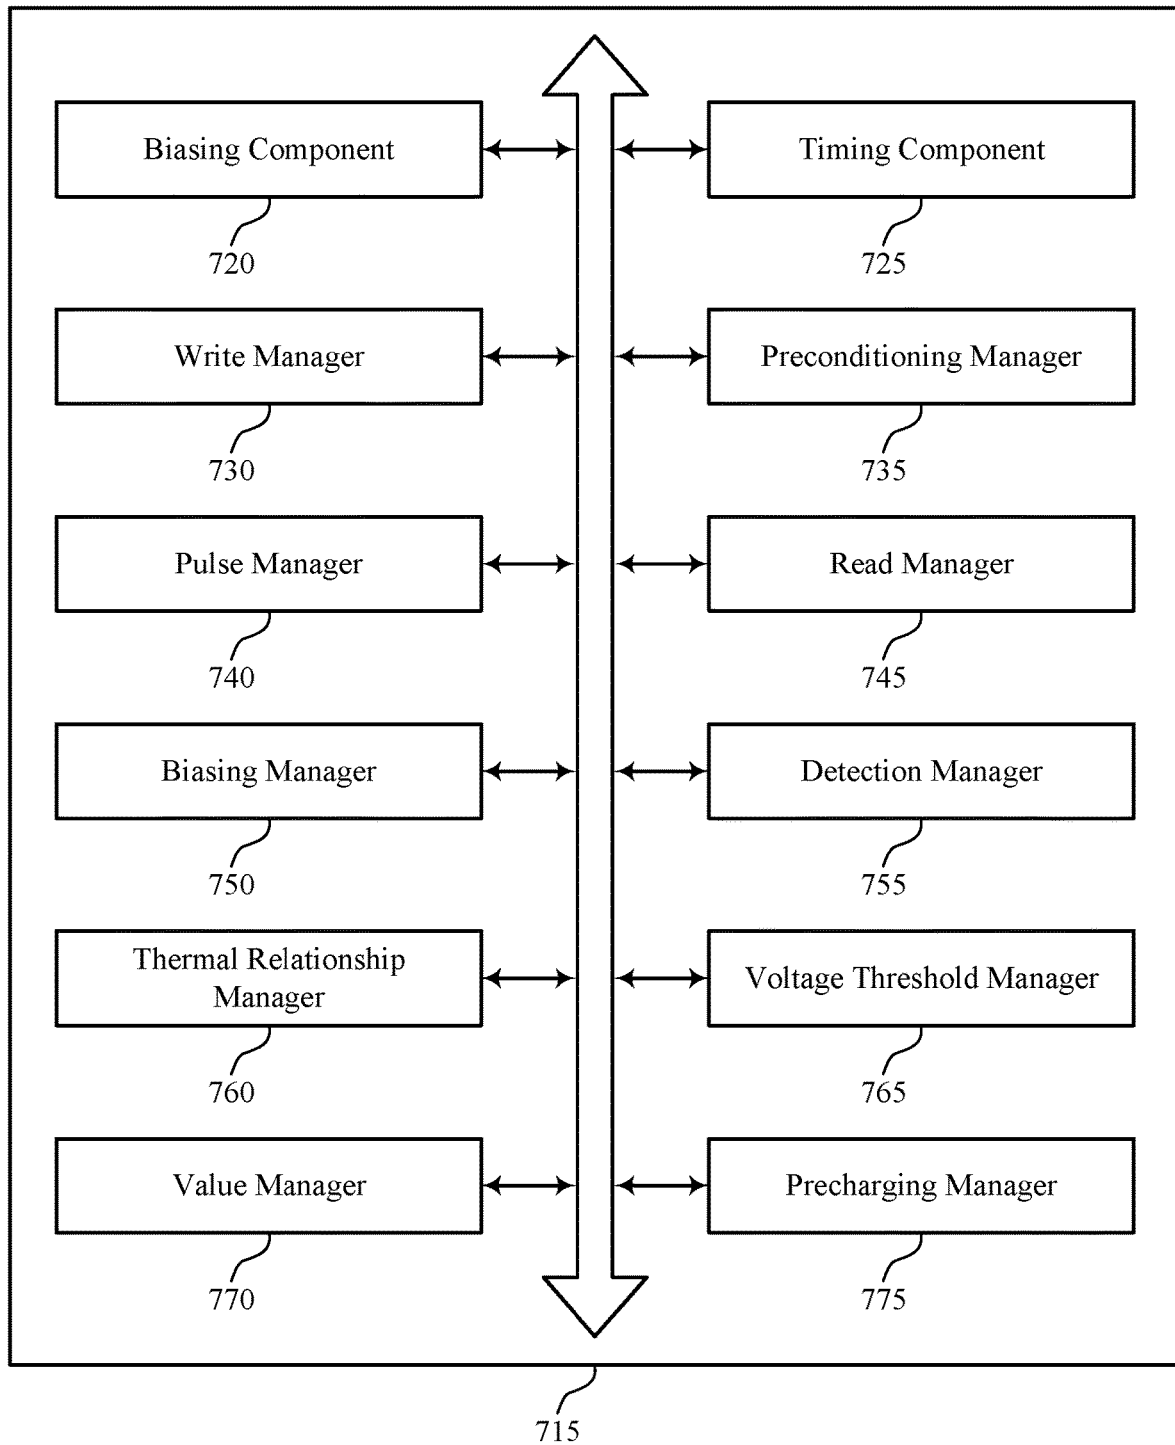 Biasing Component
Timing Component
720
725
Write Manager
Preconditioning Manager
730
735
Pulse Manager
Read Manager
740
745
Biasing Manager
Detection Manager
750
755
Thermal Relationship
Manager
Voltage Threshold Manager
760
765
Value Manager
Precharging Manager
770
775
715